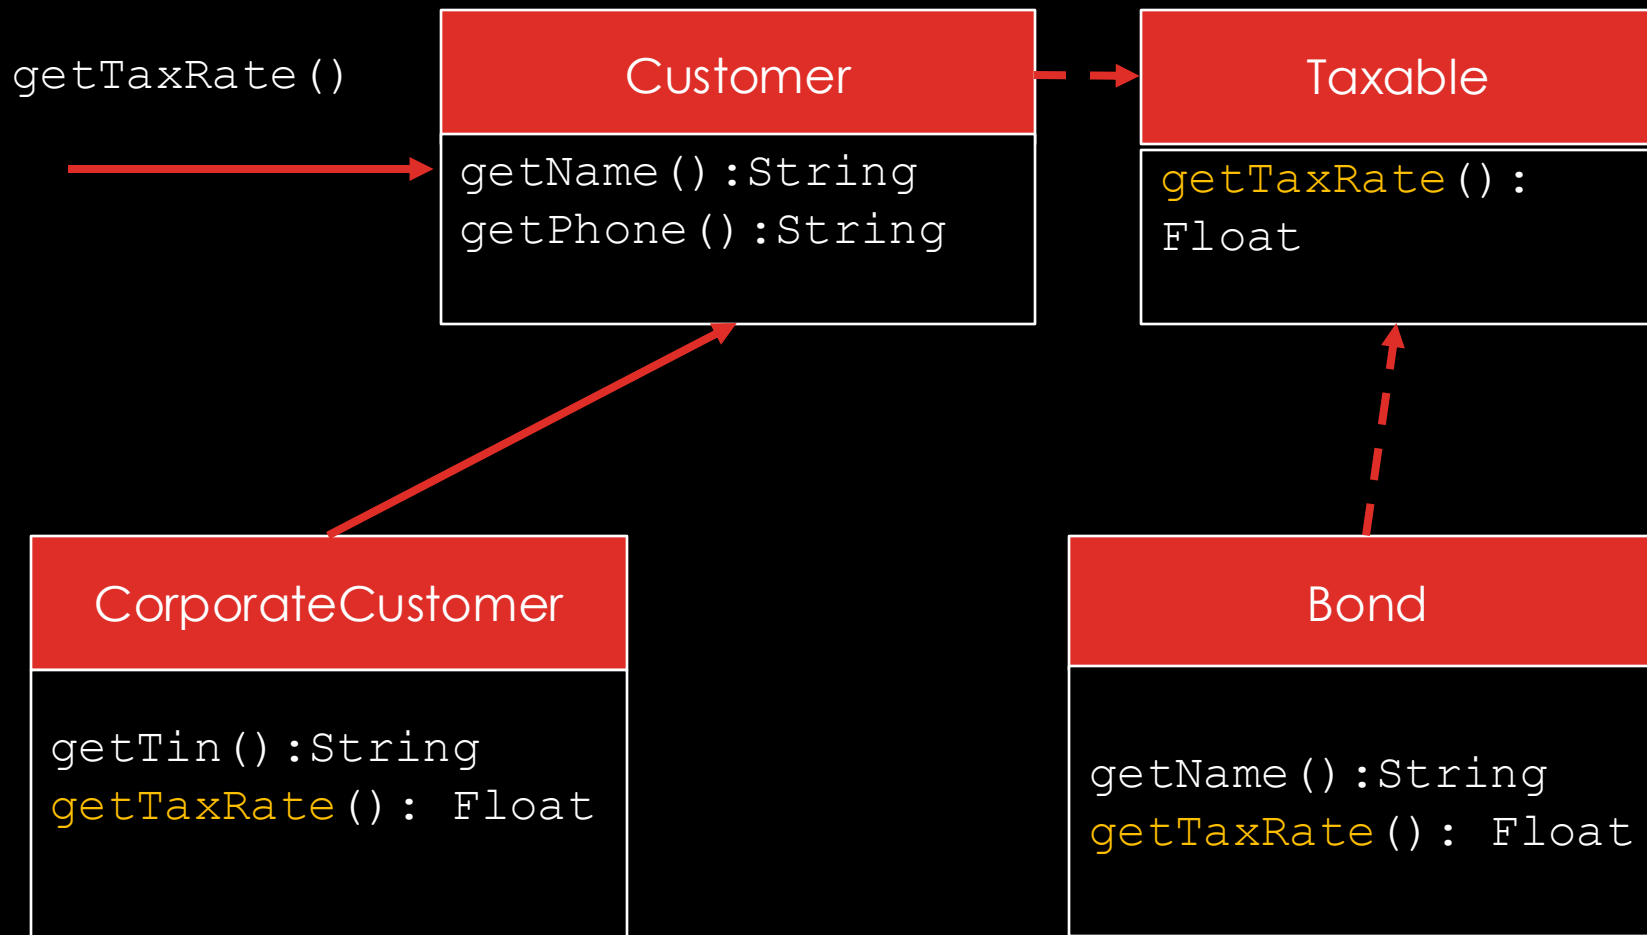 getTaxRate()
Customer
getName():String
getPhone():String
Taxable
getTaxRate():
Float
CorporateCustomer
getTin():String
getTaxRate(): Float
Bond
getName():String
getTaxRate(): Float